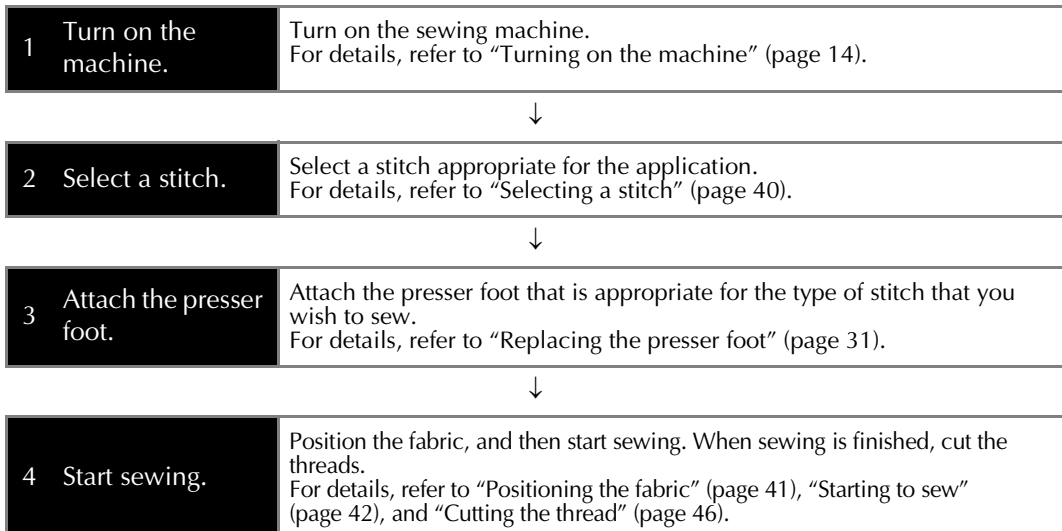 1 Turn on the machine.
Turn on the sewing machine.
For details, refer to “Turning on the machine” (page 14).
↓
2 Select a stitch.
Select a stitch appropriate for the application.
For details, refer to “Selecting a stitch” (page 40).
↓
3 Attach the presser foot.
Attach the presser foot that is appropriate for the type of stitch that you
wish to sew.
For details, refer to “Replacing the presser foot” (page 31).
↓
4 Start sewing.
Position the fabric, and then start sewing. When sewing is finished, cut the
threads.
For details, refer to “Positioning the fabric” (page 41), “Starting to sew”
(page 42), and “Cutting the thread” (page 46).